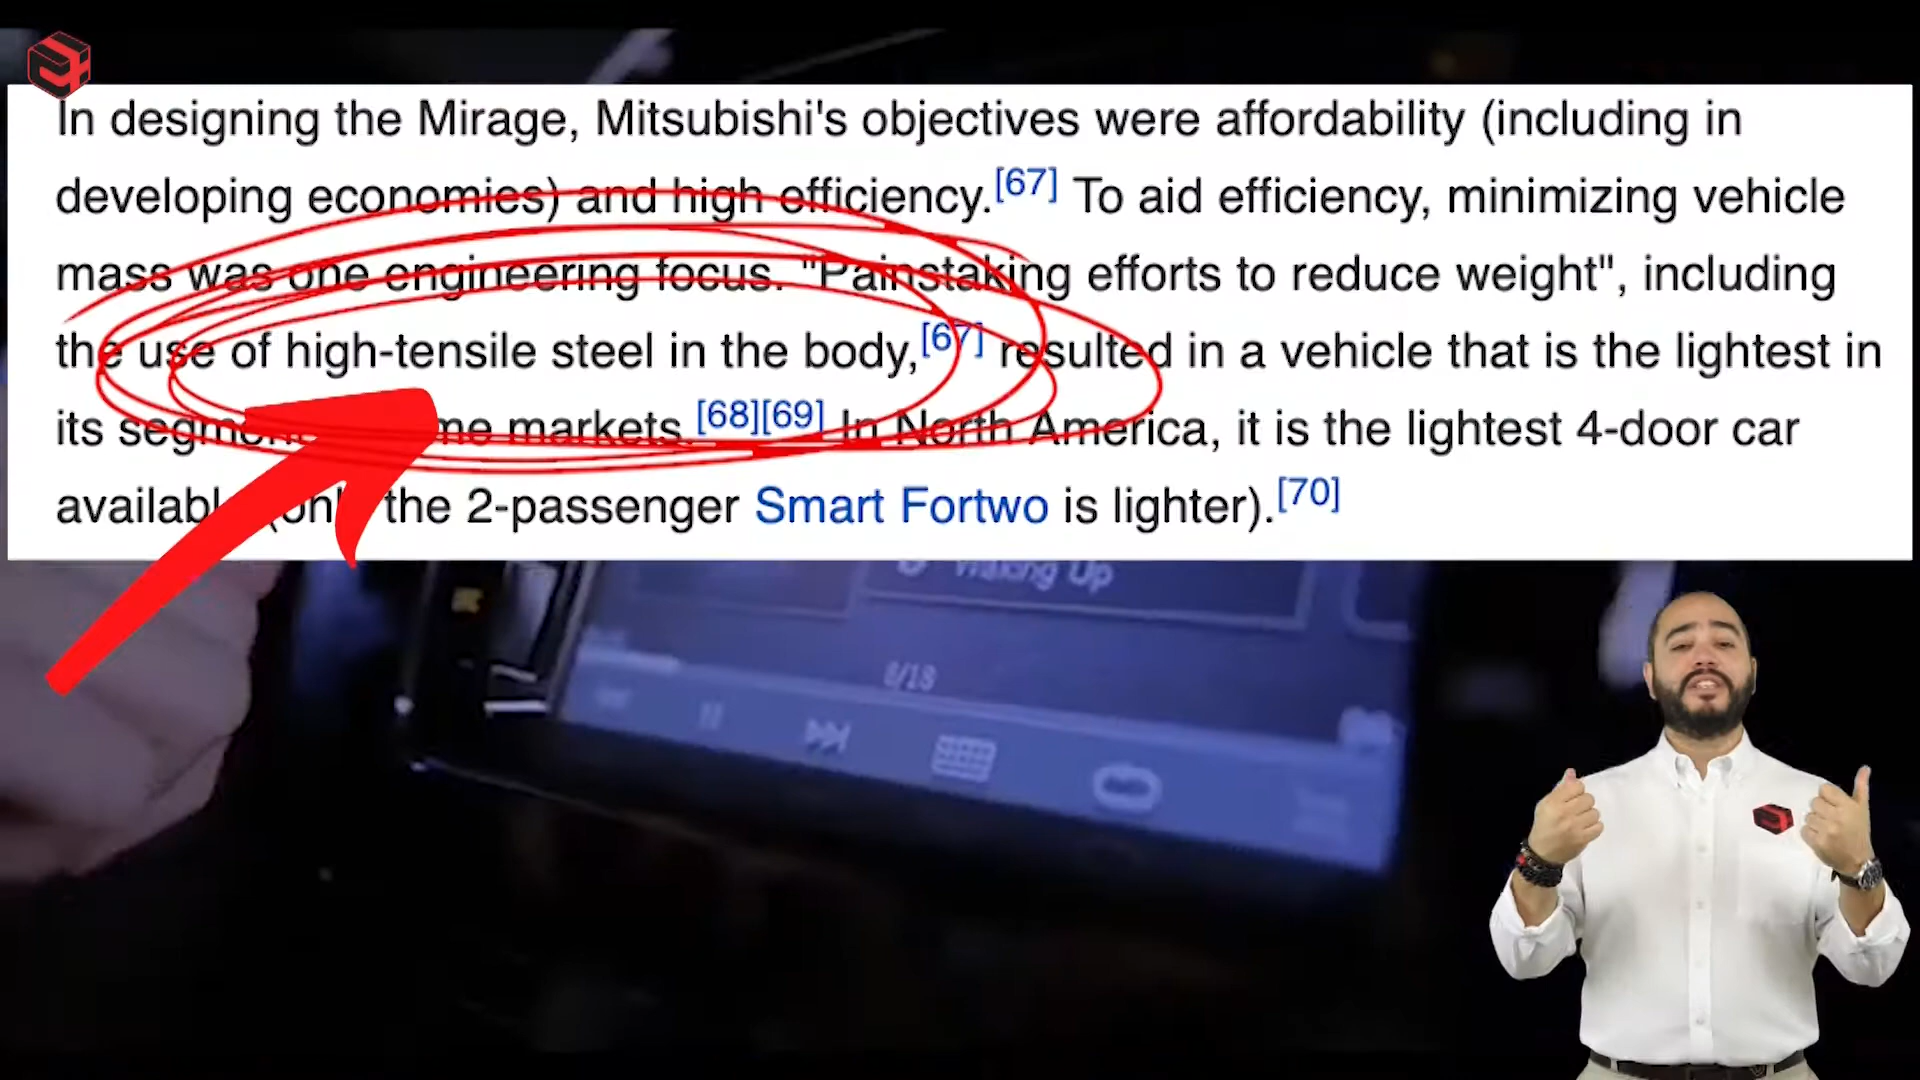 In designing the Mirage, Mitsubishi's objectives were affordability (including in
developing economies) and high efficiency.[67] To aid efficiency, minimizing vehicle
mass was one engineering focus. "Painstaking efforts to reduce weight", including
the use of high-tensile steel in the body,[67] resulted in a vehicle that is the lightest in
its markets.[68][69] In North America, it is the lightest 4-door car
the 2-passenger Smart Fortwo is lighter).[70]
Waking Up
8/18